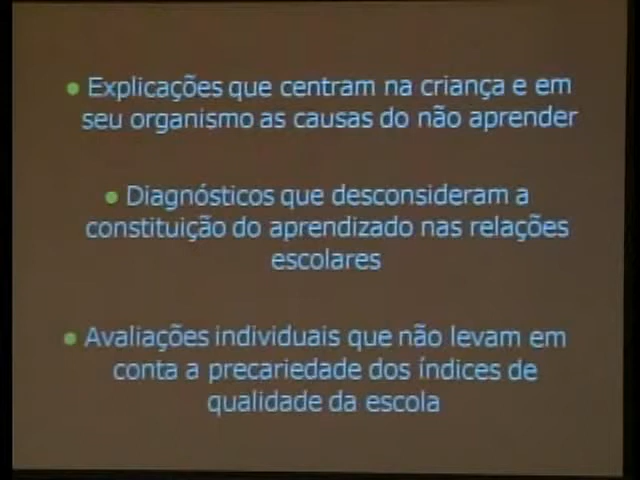 • Explicações que centram na criança e em
seu organismo as causas do não aprender
• Diagnósticos que desconsideram a
constituição do aprendizado nas relações
escolares
• Avaliações individuais que não levam em
conta a precariedade dos índices de
qualidade da escola